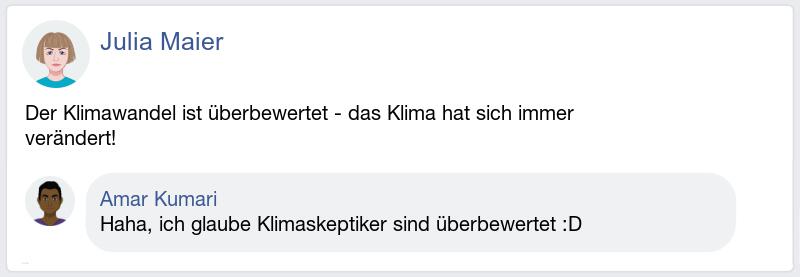 Julia Maier
Der Klimawandel ist überbewertet - das Klima hat sich immer
verändert!
Amar Kumari
Haha, ich glaube Klimaskeptiker sind überbewertet :D